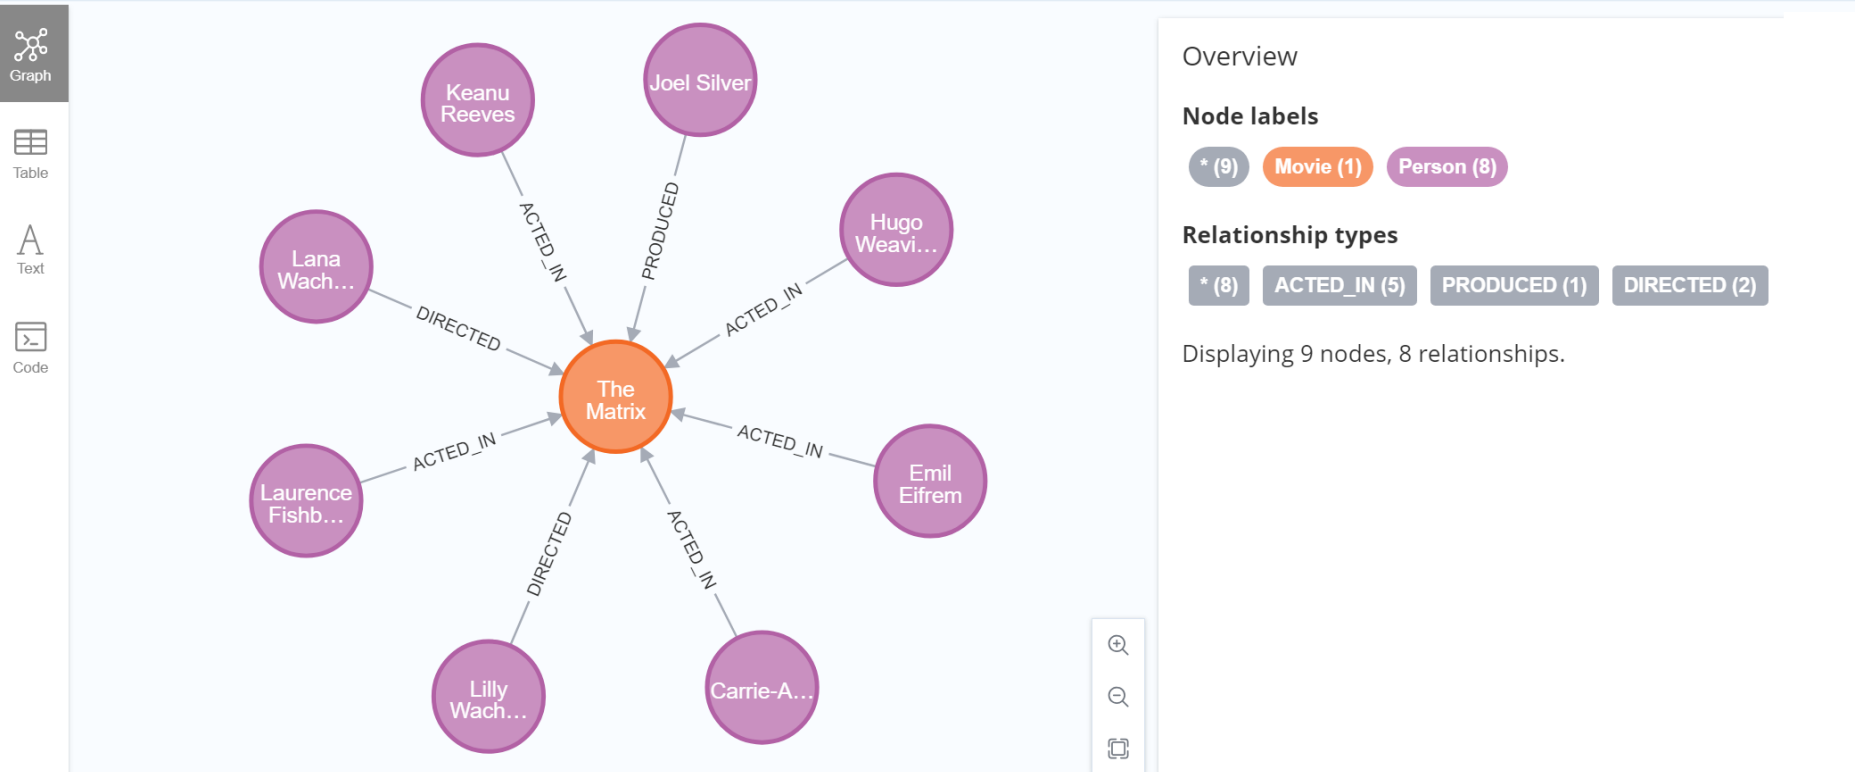 Graph
Table
Text
Code
Keanu
Reeves
Joel Silver
Hugo
Weavi...
Lana
Wach...
The
Matrix
Emil
Eifrem
Laurence
Fishb...
Lilly
Wach...
Carrie-A...
ACTED_IN
PRODUCED
ACTED_IN
DIRECTED
ACTED_IN
ACTED_IN
DIRECTED
ACTED_IN
Overview
Node labels
* (9) Movie (1) Person (8)
Relationship types
* (8) ACTED_IN (5) PRODUCED (1) DIRECTED (2)
Displaying 9 nodes, 8 relationships.